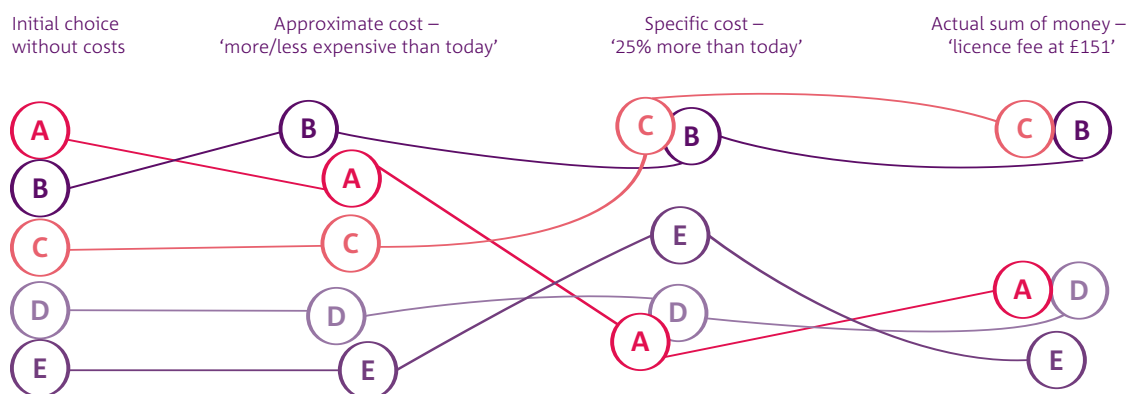 Initial choice
without costs
Approximate cost –
‘more/less expensive than today’
Specific cost –
‘25% more than today’
Actual sum of money –
‘licence fee at £151’
A
B
C
D
E
B
A
C
D
E
C
B
E
D
A
C
B
A
D
E